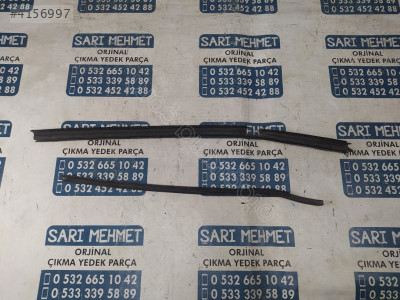 #4156997
SARI MEHMET
ORJİNAL
ÇIKMA YEDEK PARÇA
0 532 665 10 42
0 533 339 58 89
0 532 452 42 88